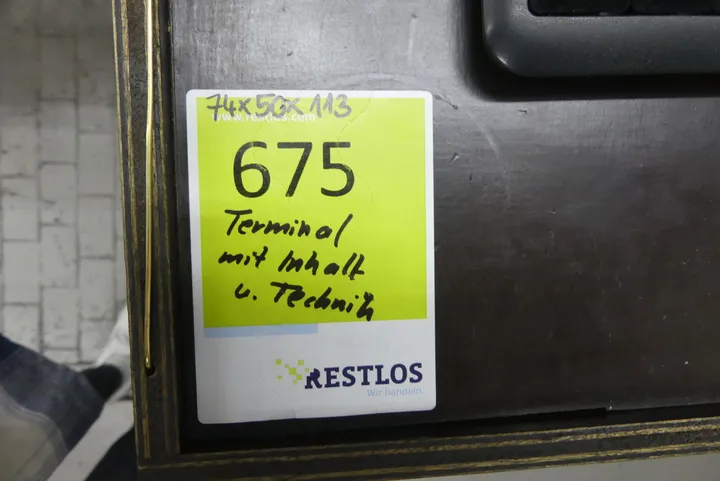 74x50x113
www.restlos.com
675
Terminal
mit Inhalt
u. Technik
RESTLOS
Wir handeln.